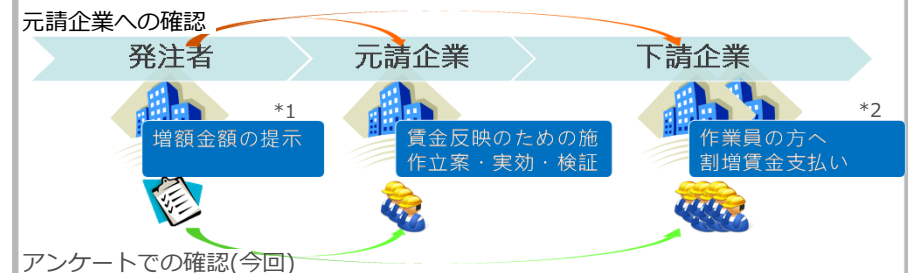 元請企業への確認
発注者
元請企業
下請企業
*1
*2
増額金額の提示
賃金反映のための施
作立案・実効・検証
作業員の方へ
割増賃金支払い
アンケートでの確認(今回)